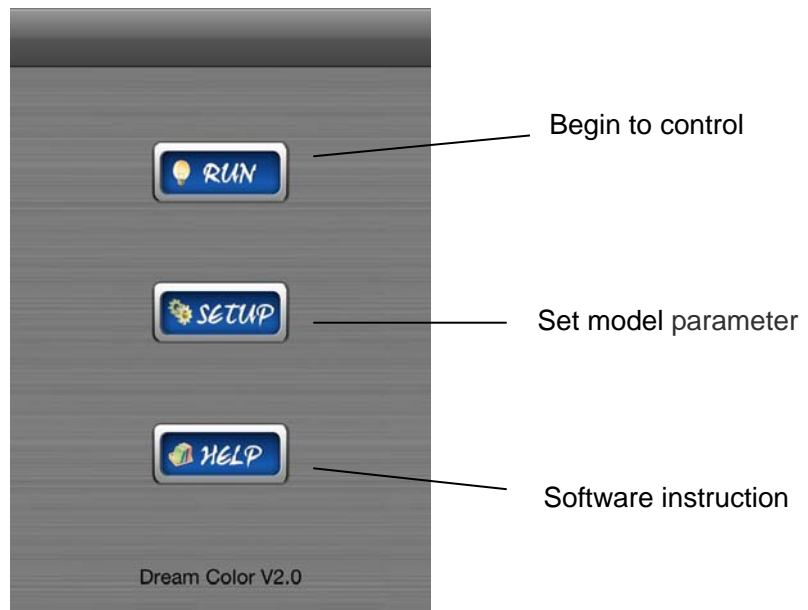 RUN
Begin to control
SETUP
Set model parameter
HELP
Software instruction
Dream Color V2.0